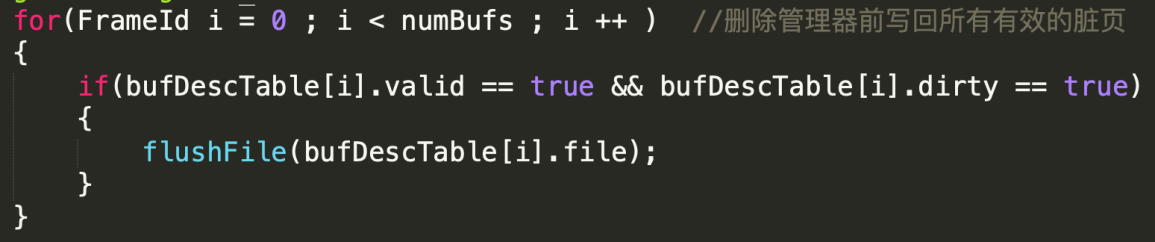 for(FrameId i = 0 ; i < numBufs ; i ++ )  //删除管理器前写回所有有效的脏页
{
    if(bufDescTable[i].valid == true && bufDescTable[i].dirty == true)
    {
        flushFile(bufDescTable[i].file);
    }
}